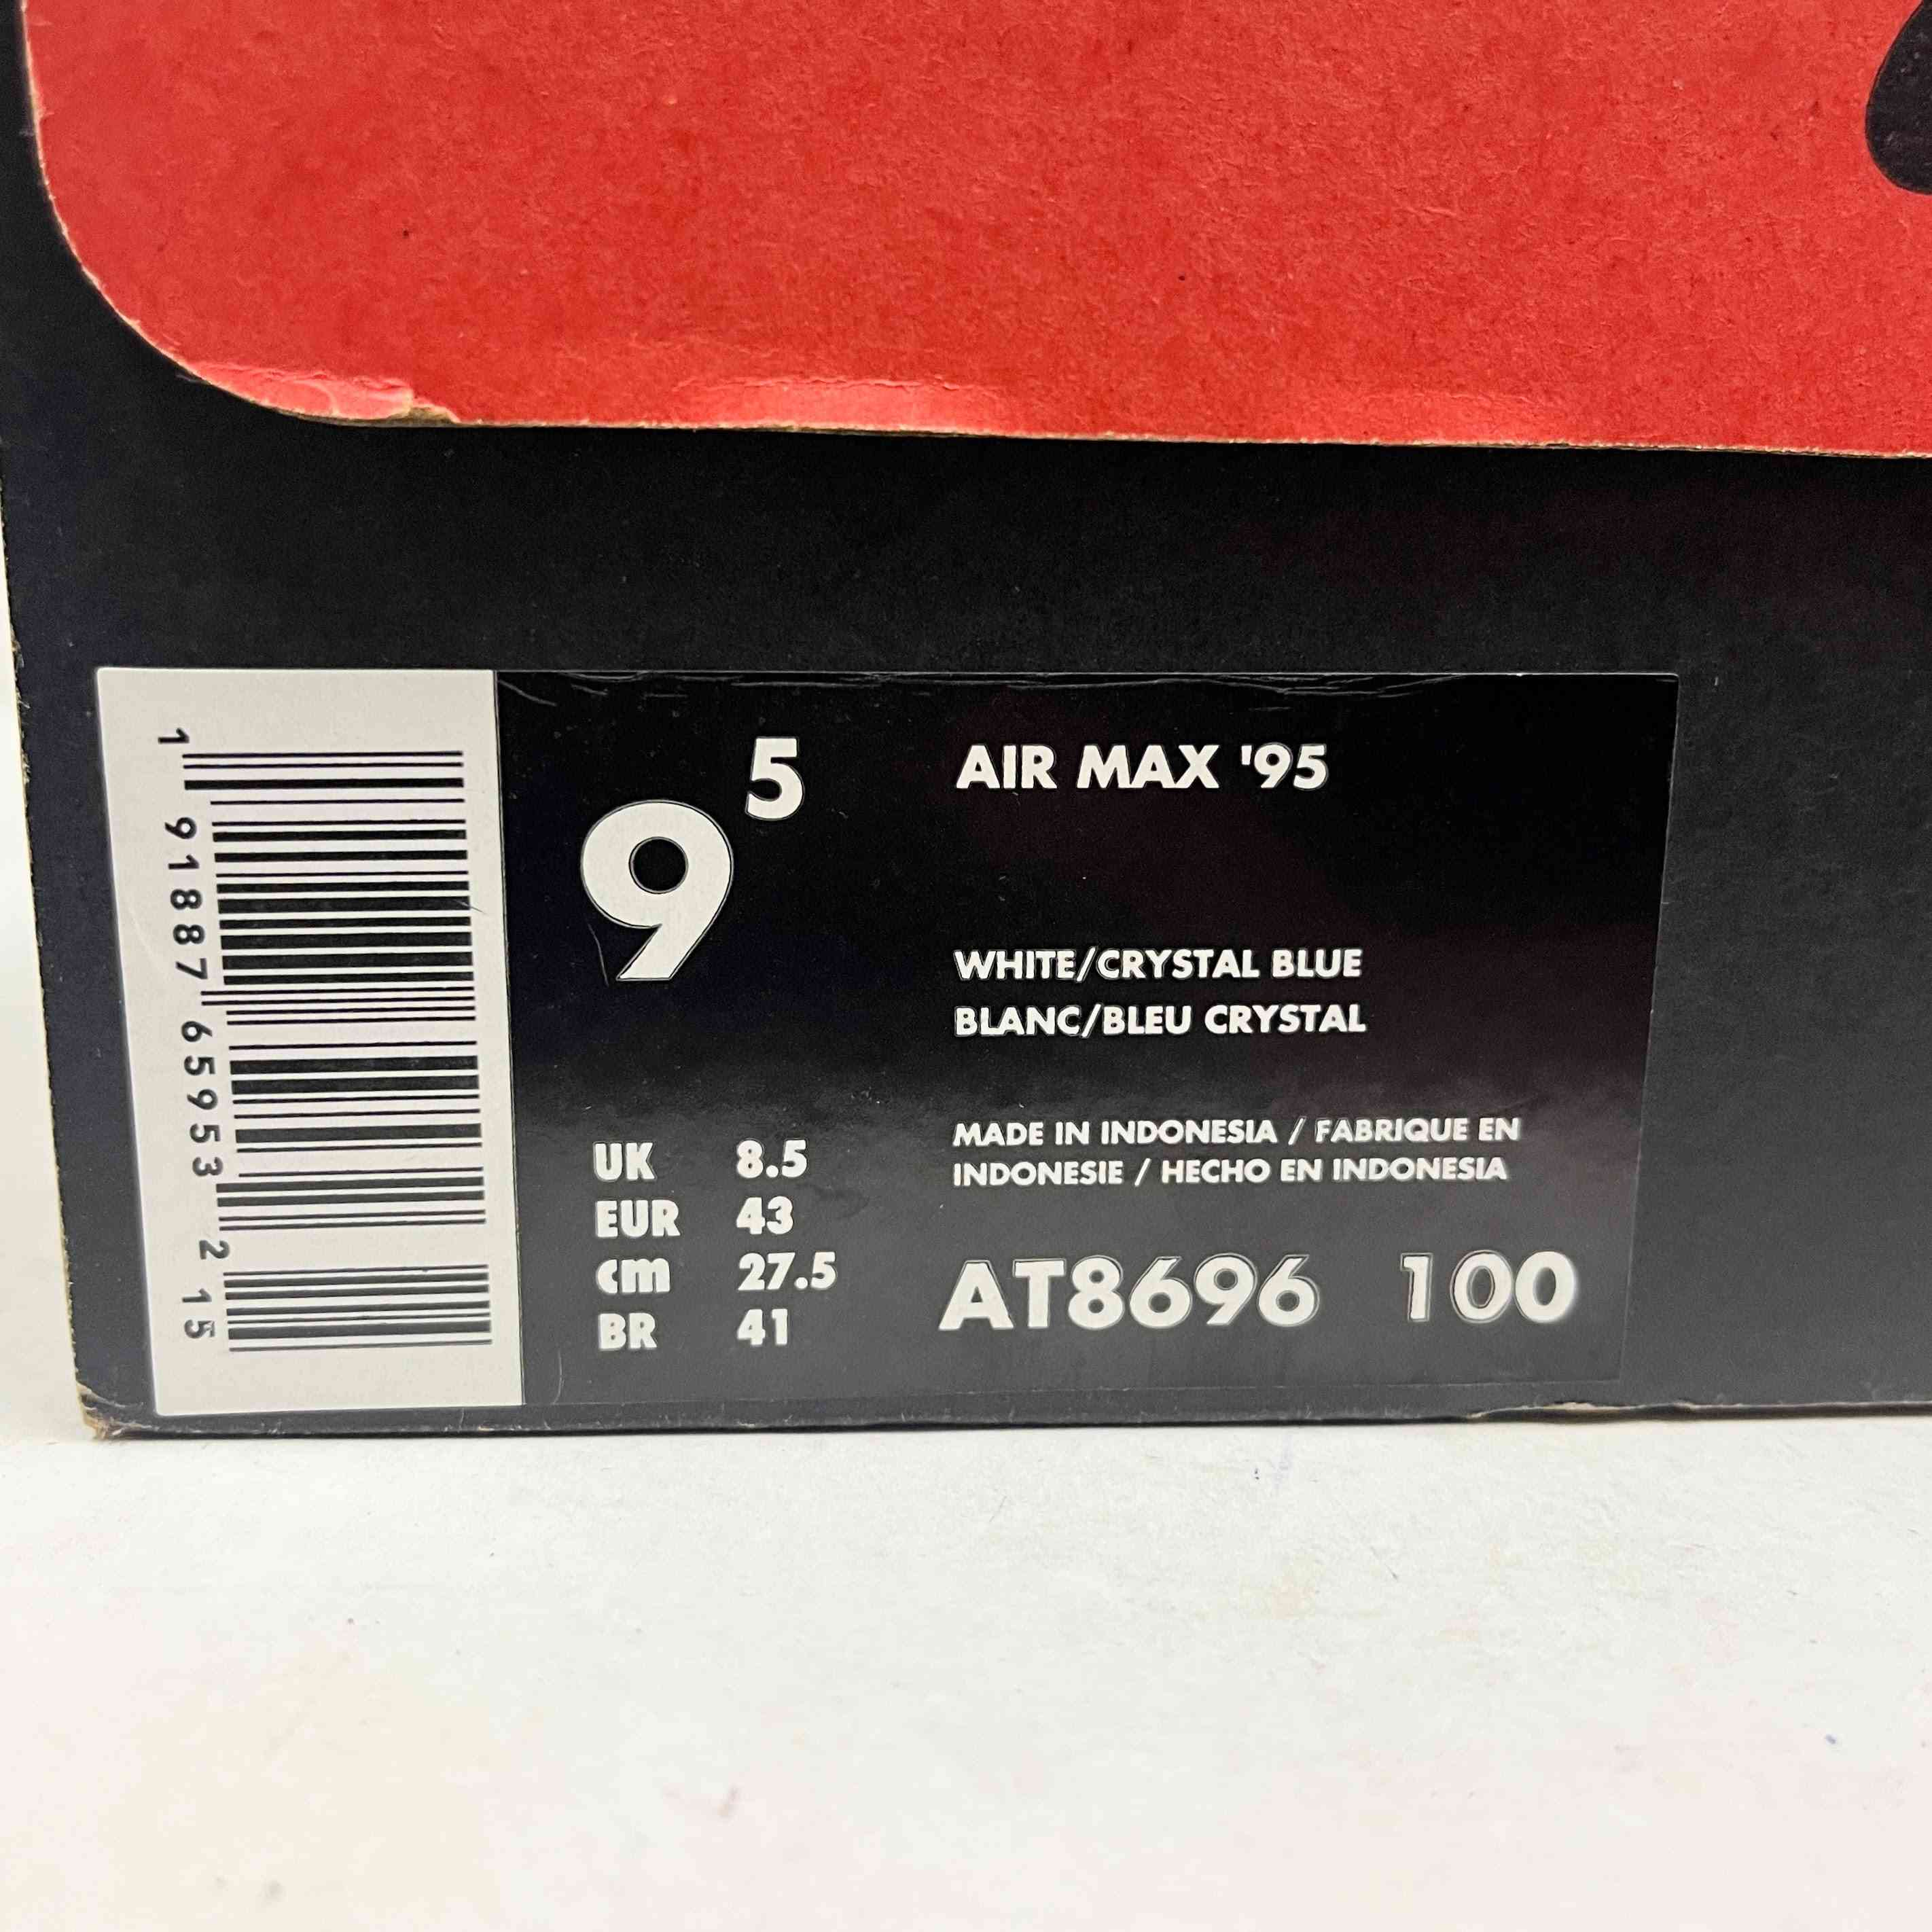 1 91887 65953 2 15
9 5
AIR MAX '95
WHITE/CRYSTAL BLUE
BLANC/BLEU CRYSTAL
MADE IN INDONESIA / FABRIQUE EN
INDONESIE / HECHO EN INDONESIA
UK 8.5
EUR 43
cm 27.5
BR 41
AT8696 100